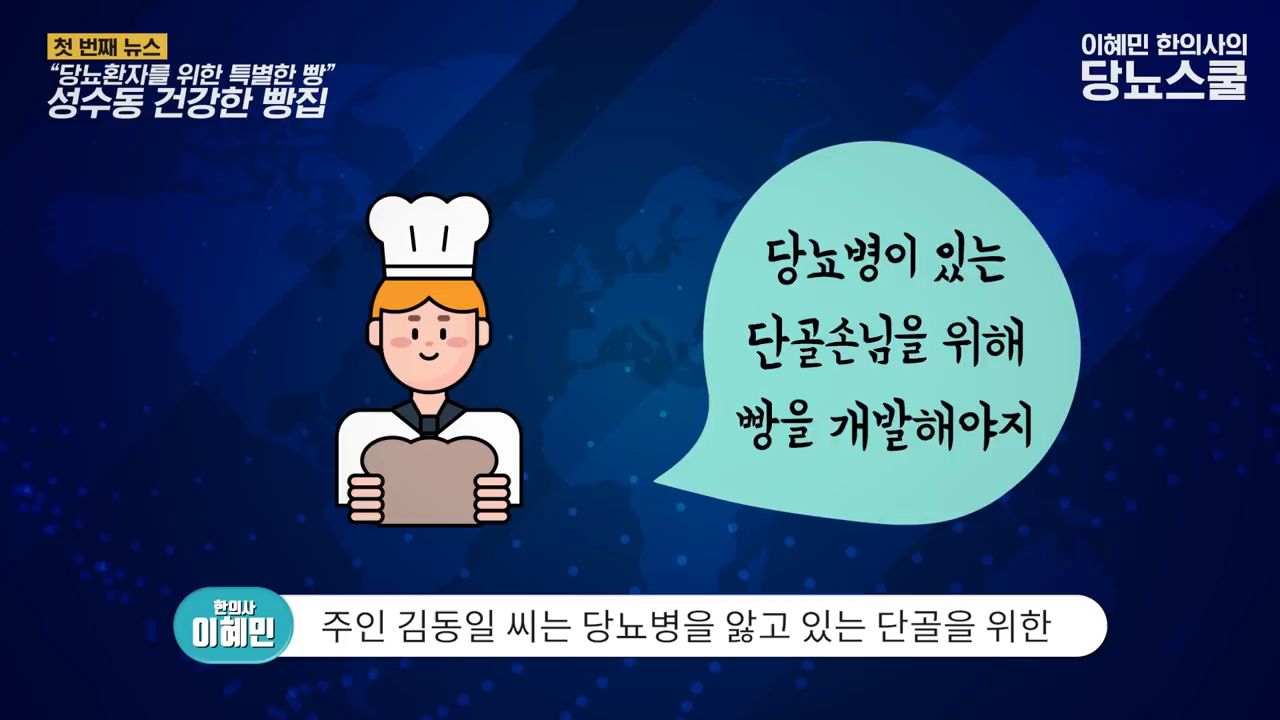 첫 번째 뉴스
“당뇨환자를 위한 특별한 빵”
성수동 건강한 빵집
이혜민 한의사의
당뇨스쿨
당뇨병이 있는
단골손님을 위해
빵을 개발해야지
한의사
이혜민
주인 김동일 씨는 당뇨병을 앓고 있는 단골을 위한